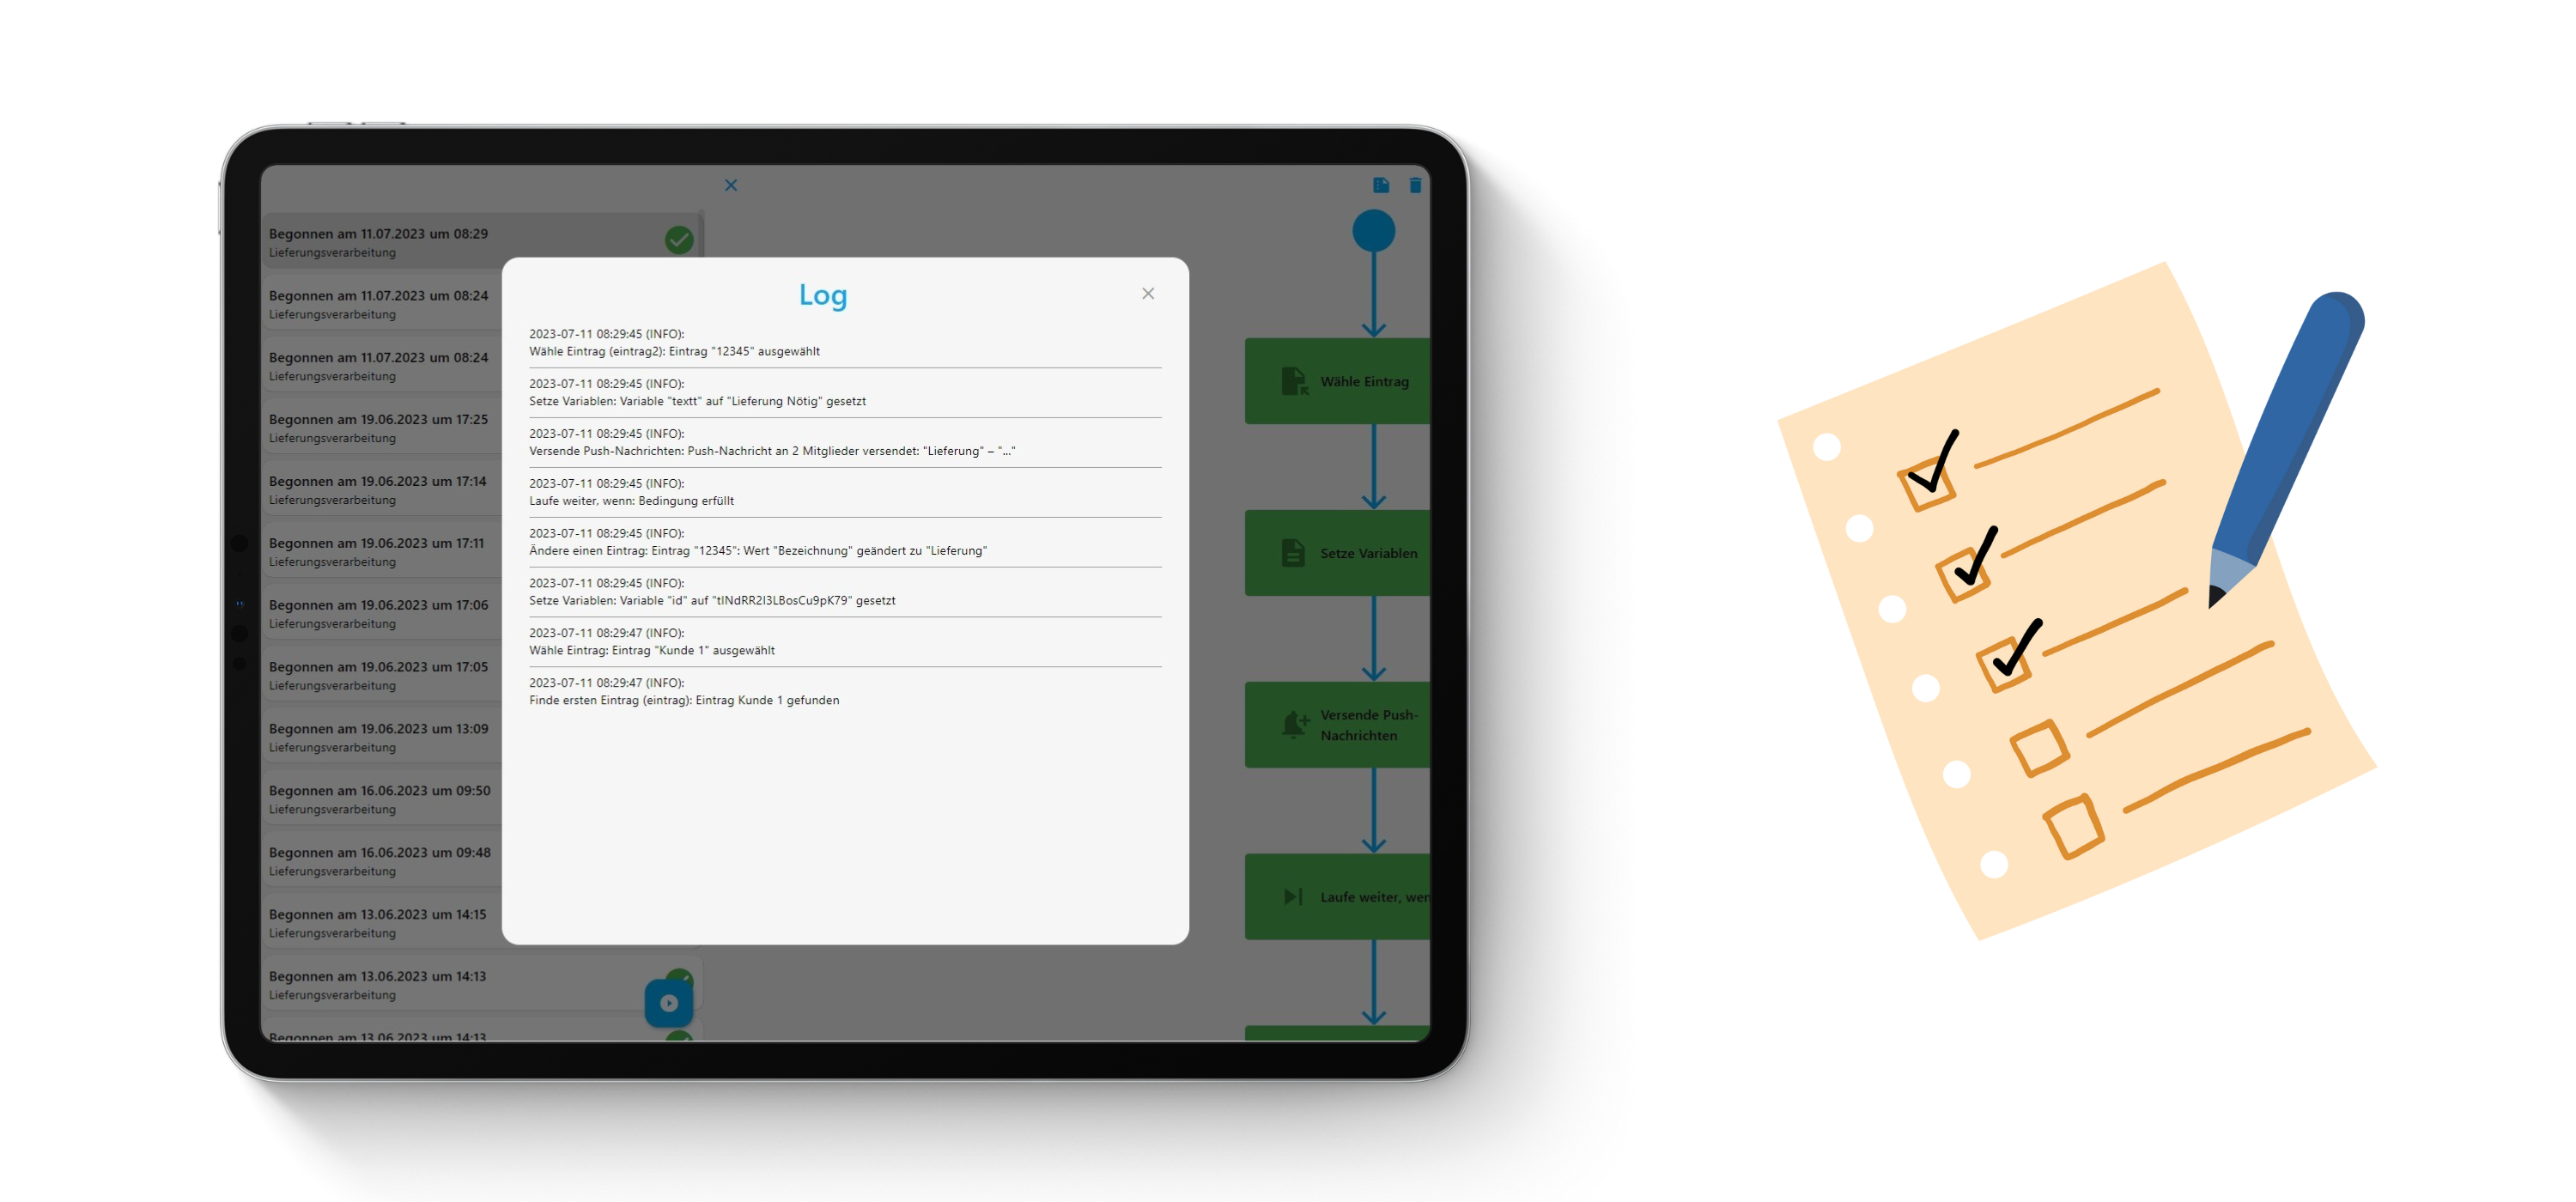 Begonnen am 11.07.2023 um 08:29
Lieferungsverarbeitung
Begonnen am 11.07.2023 um 08:24
Lieferungsverarbeitung
Begonnen am 11.07.2023 um 08:24
Lieferungsverarbeitung
Begonnen am 19.06.2023 um 17:25
Lieferungsverarbeitung
Begonnen am 19.06.2023 um 17:14
Lieferungsverarbeitung
Begonnen am 19.06.2023 um 17:11
Lieferungsverarbeitung
Begonnen am 19.06.2023 um 17:06
Lieferungsverarbeitung
Begonnen am 19.06.2023 um 17:05
Lieferungsverarbeitung
Begonnen am 19.06.2023 um 13:09
Lieferungsverarbeitung
Begonnen am 16.06.2023 um 09:50
Lieferungsverarbeitung
Begonnen am 16.06.2023 um 09:48
Lieferungsverarbeitung
Begonnen am 13.06.2023 um 14:15
Lieferungsverarbeitung
Begonnen am 13.06.2023 um 14:13
Lieferungsverarbeitung
Begonnen am 13.06.2023 um 14:13
Log
2023-07-11 08:29:45 (INFO):
Wähle Eintrag (eintrag2): Eintrag "12345" ausgewählt
2023-07-11 08:29:45 (INFO):
Setze Variablen: Variable "textt" auf "Lieferung Nötig" gesetzt
2023-07-11 08:29:45 (INFO):
Versende Push-Nachrichten: Push-Nachricht an 2 Mitglieder versendet: "Lieferung" – "..."
2023-07-11 08:29:45 (INFO):
Laufe weiter, wenn: Bedingung erfüllt
2023-07-11 08:29:45 (INFO):
Ändere einen Eintrag: Eintrag "12345": Wert "Bezeichnung" geändert zu "Lieferung"
2023-07-11 08:29:45 (INFO):
Setze Variablen: Variable "id" auf "tINdRR2I3LBosCu9pK79" gesetzt
2023-07-11 08:29:47 (INFO):
Wähle Eintrag: Eintrag "Kunde 1" ausgewählt
2023-07-11 08:29:47 (INFO):
Finde ersten Eintrag (eintrag): Eintrag Kunde 1 gefunden
Wähle Eintrag
Setze Variablen
Versende Push-
Nachrichten
Laufe weiter, wen